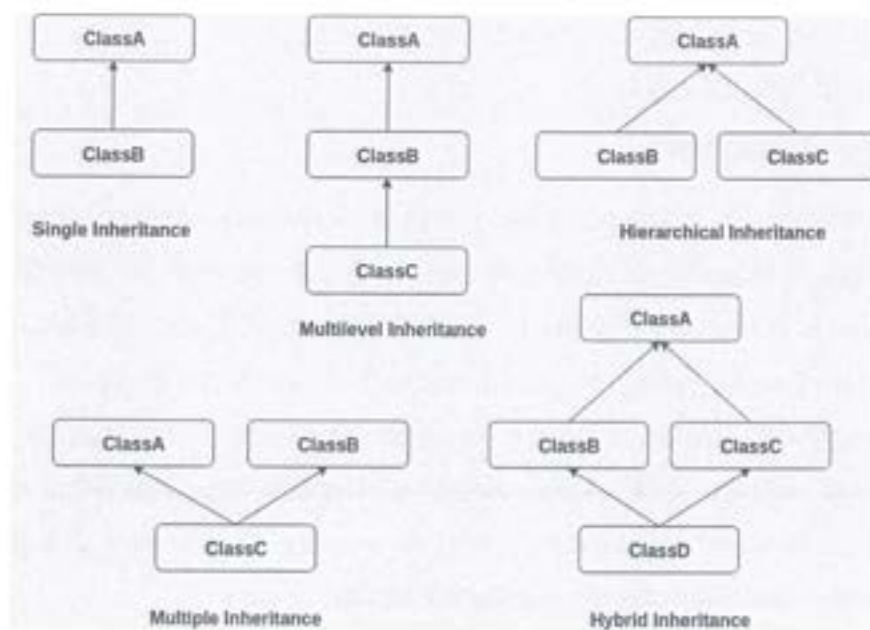 ClassA
ClassB
Single Inheritance
ClassA
ClassB
ClassC
Multilevel Inheritance
ClassA
ClassB
ClassC
Hierarchical Inheritance
ClassA
ClassB
ClassC
Multiple Inheritance
ClassA
ClassB
ClassC
ClassD
Hybrid Inheritance